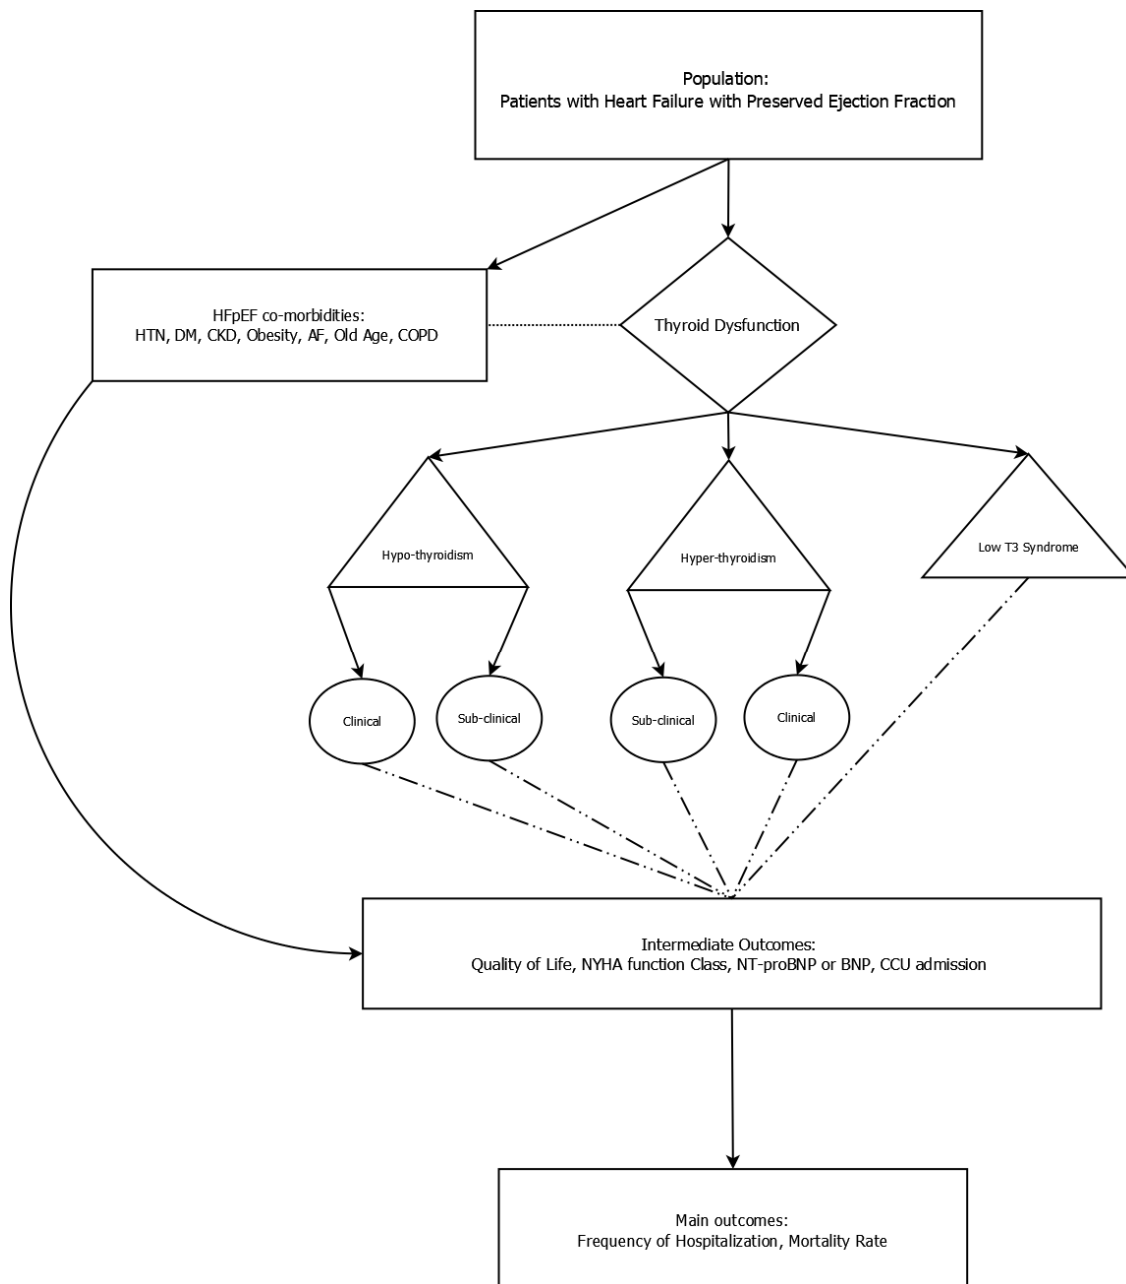 Population:
Patients with Heart Failure with Preserved Ejection Fraction
HFpEF co-morbidities:
HTN, DM, CKD, Obesity, AF, Old Age, COPD
Thyroid Dysfunction
Hypo-thyroidism
Hyper-thyroidism
Low T3 Syndrome
Clinical
Sub-clinical
Sub-clinical
Clinical
Intermediate Outcomes:
Quality of Life, NYHA function Class, NT-proBNP or BNP, CCU admission
Main outcomes:
Frequency of Hospitalization, Mortality Rate